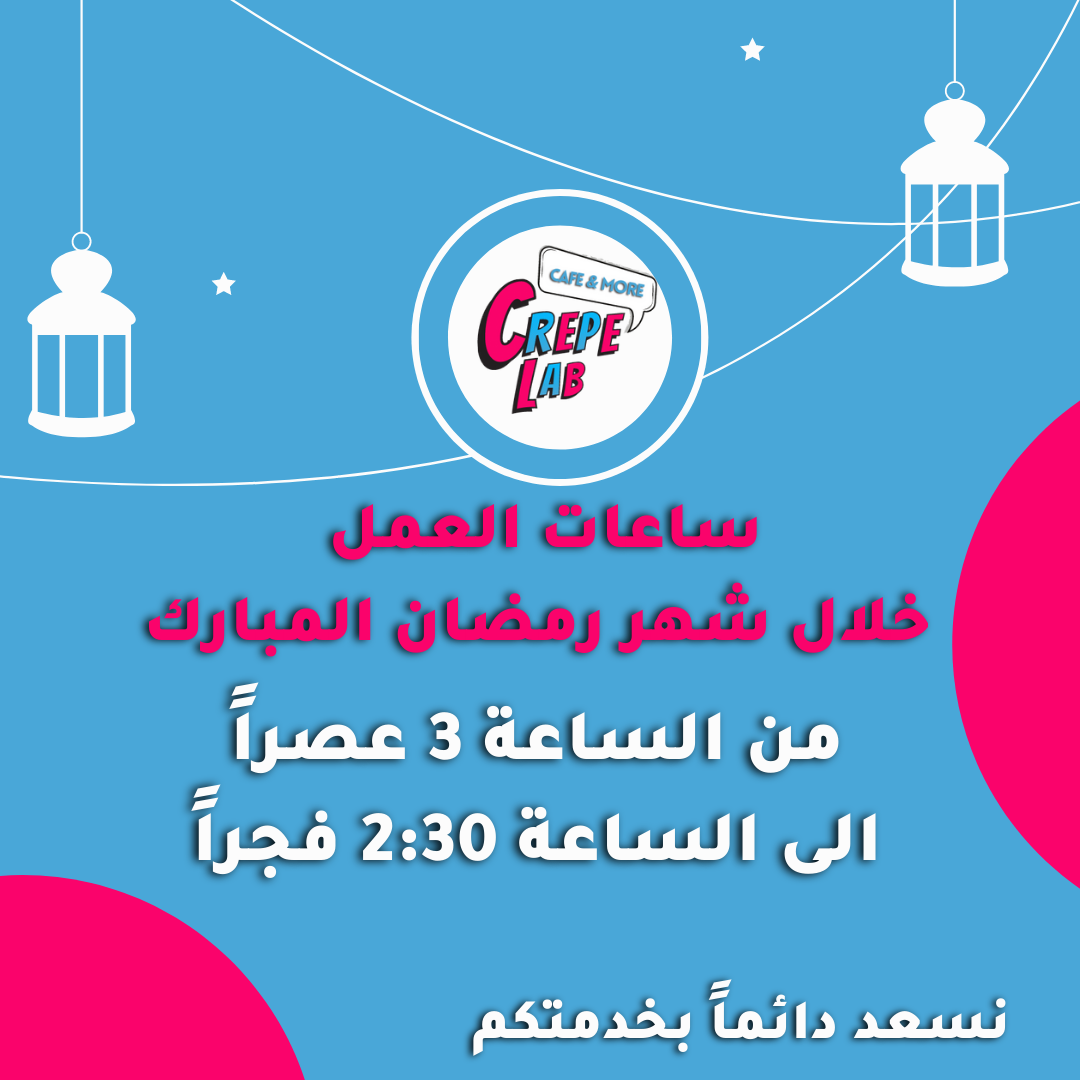 CAFE & MORE
CREPE
LAB
ساعات العمل
خلال شهر رمضان المبارك
من الساعة 3 عصراً
الى الساعة 2:30 فجراً
نسعد دائماً بخدمتكم